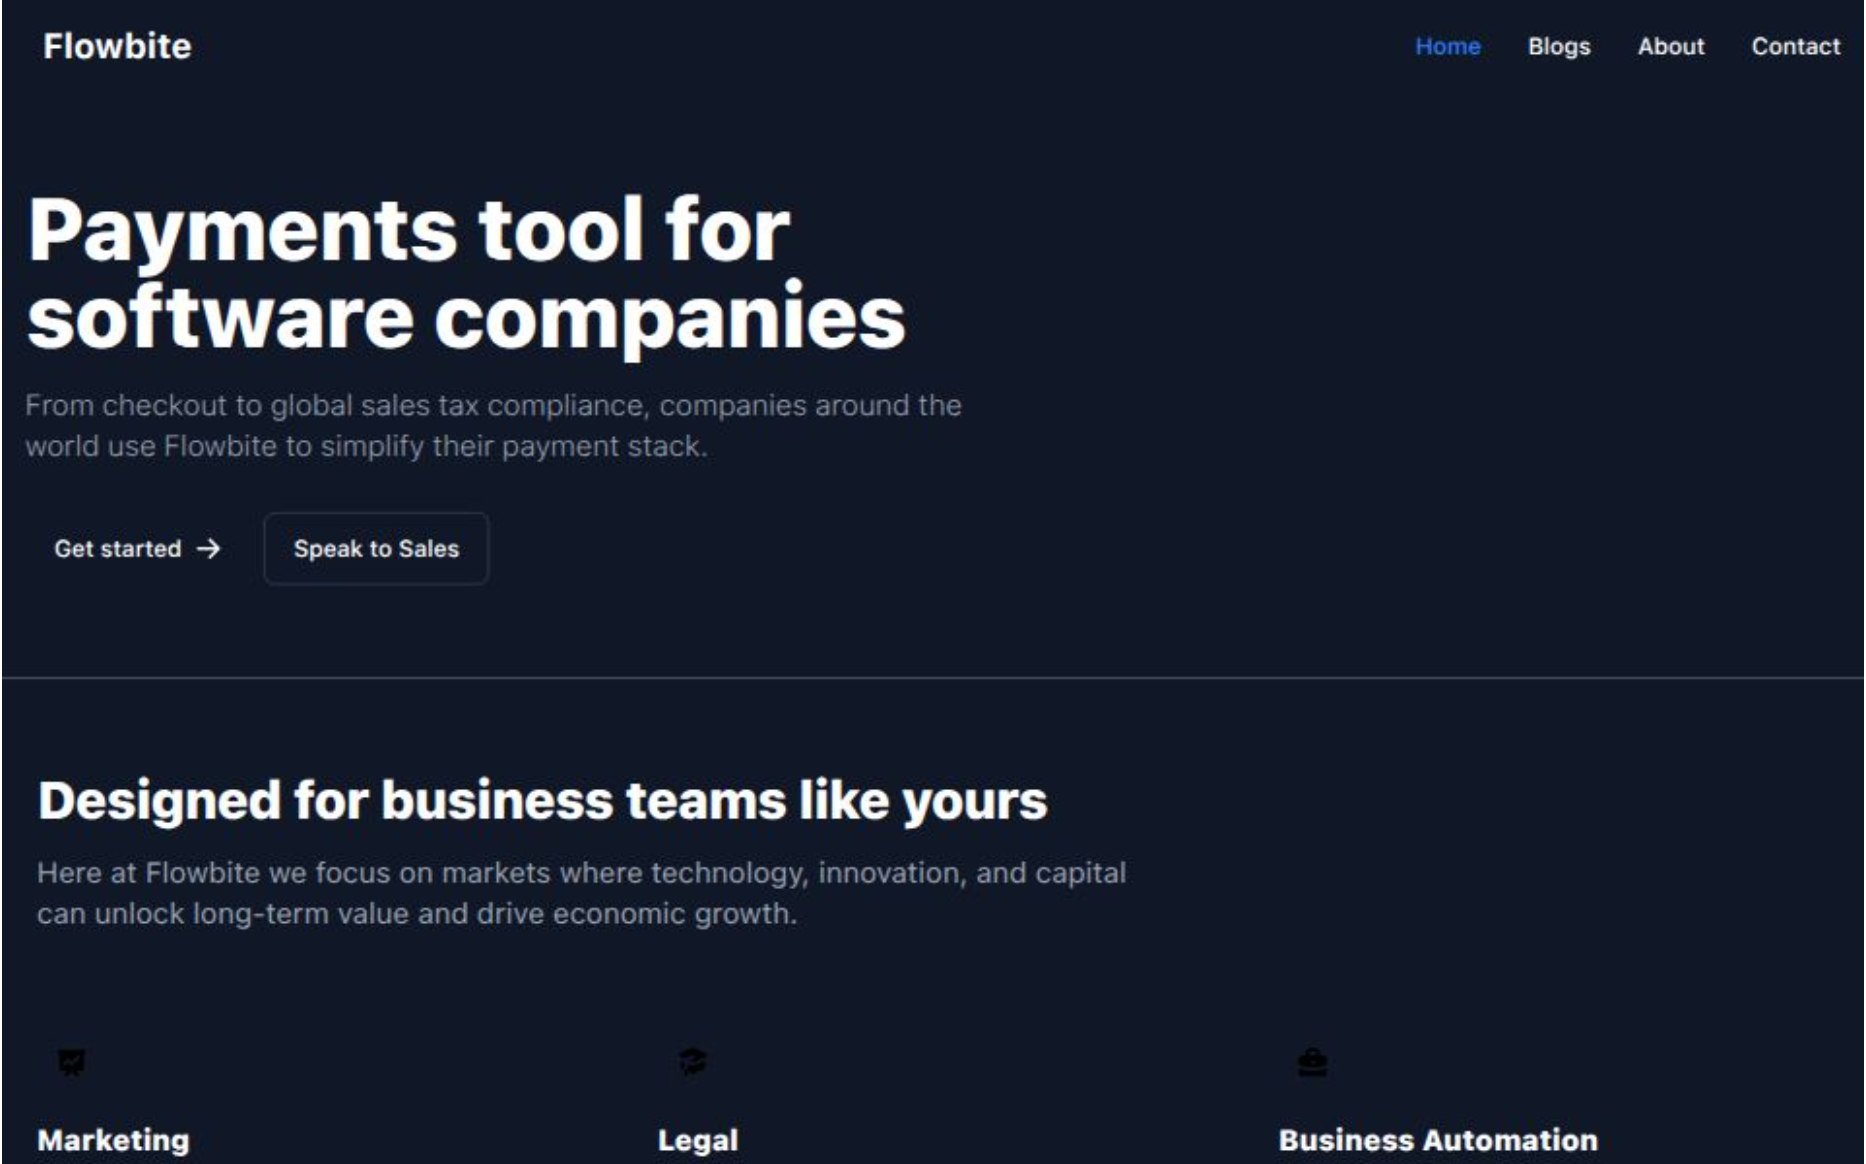 Flowbite
Home Blogs About Contact
Payments tool for
software companies
From checkout to global sales tax compliance, companies around the
world use Flowbite to simplify their payment stack.
Get started → Speak to Sales
Designed for business teams like yours
Here at Flowbite we focus on markets where technology, innovation, and capital
can unlock long-term value and drive economic growth.
Marketing Legal Business Automation